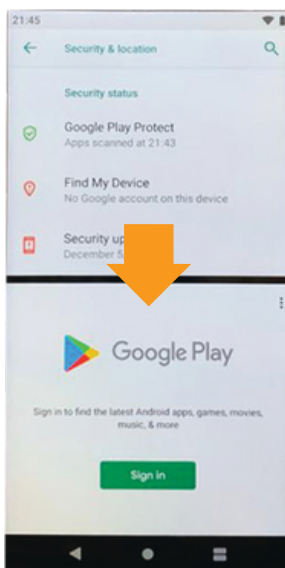 21:45
Security & location
Security status
Google Play Protect
Apps scanned at 21:43
Find My Device
No Google account on this device
Security up
December 5
Google Play
Sign in to find the latest Android apps, games, movies,
music, & more
Sign in